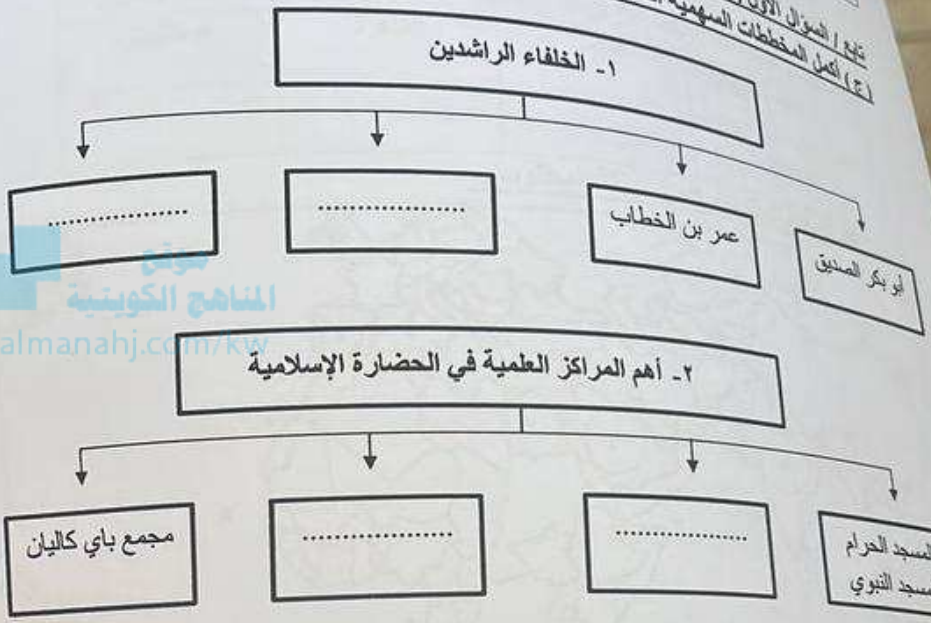 تابع / السؤال الأول
(ج) أكمل المخططات السهمية
١- الخلفاء الراشدين
أبو بكر الصديق
عمر بن الخطاب
..................
..................
موقع
المناهج الكويتية
almanahj.com/kw
٢- أهم المراكز العلمية في الحضارة الإسلامية
المسجد الحرام
المسجد النبوي
..................
..................
مجمع باي كاليان